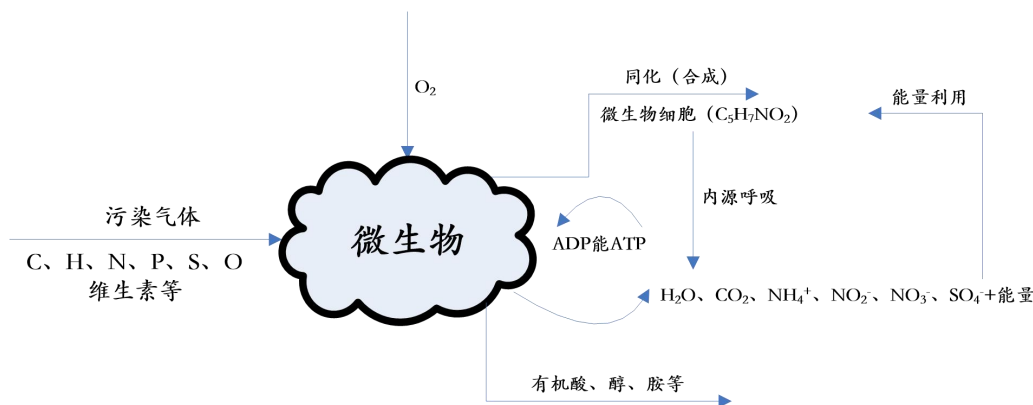 O₂
同化（合成）
微生物细胞（C₅H₇NO₂）
能量利用
内源呼吸
污染气体
C、H、N、P、S、O
维生素等
微生物
ADP能ATP
H₂O、CO₂、NH₄⁺、NO₂⁻、NO₃⁻、SO₄⁻+能量
有机酸、醇、胺等